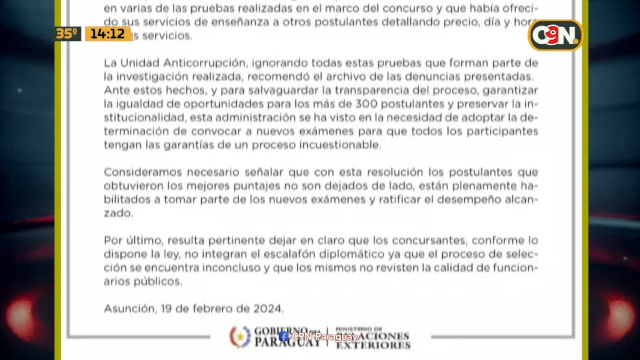 en varias de las pruebas realizadas en el marco del concurso y que había ofreci-
do sus servicios de enseñanza a otros postulantes detallando precio, día y hora
sus servicios.
35°
14:12
C9N
La Unidad Anticorrupción, ignorando todas estas pruebas que forman parte de
la investigación realizada, recomendó el archivo de las denuncias presentadas.
Ante estos hechos, y para salvaguardar la transparencia del proceso, garantizar
la igualdad de oportunidades para los más de 300 postulantes y preservar la in-
stitucionalidad, esta administración se ha visto en la necesidad de adoptar la de-
terminación de convocar a nuevos exámenes para que todos los participantes
tengan las garantías de un proceso incuestionable.
Consideramos necesario señalar que con esta resolución los postulantes que
obtuvieron los mejores puntajes no son dejados de lado, están plenamente ha-
bilitados a tomar parte de los nuevos exámenes y ratificar el desempeño alcan-
zado.
Por último, resulta pertinente dejar en claro que los concursantes, conforme lo
dispone la ley, no integran el escalafón diplomático ya que el proceso de selec-
ción se encuentra inconcluso y que los mismos no revisten la calidad de funcion-
arios públicos.
Asunción, 19 de febrero de 2024.
GOBIERNO DEL
PARAGUAY
C9N Paraguay
MINISTERIO DE
RELACIONES
EXTERIORES